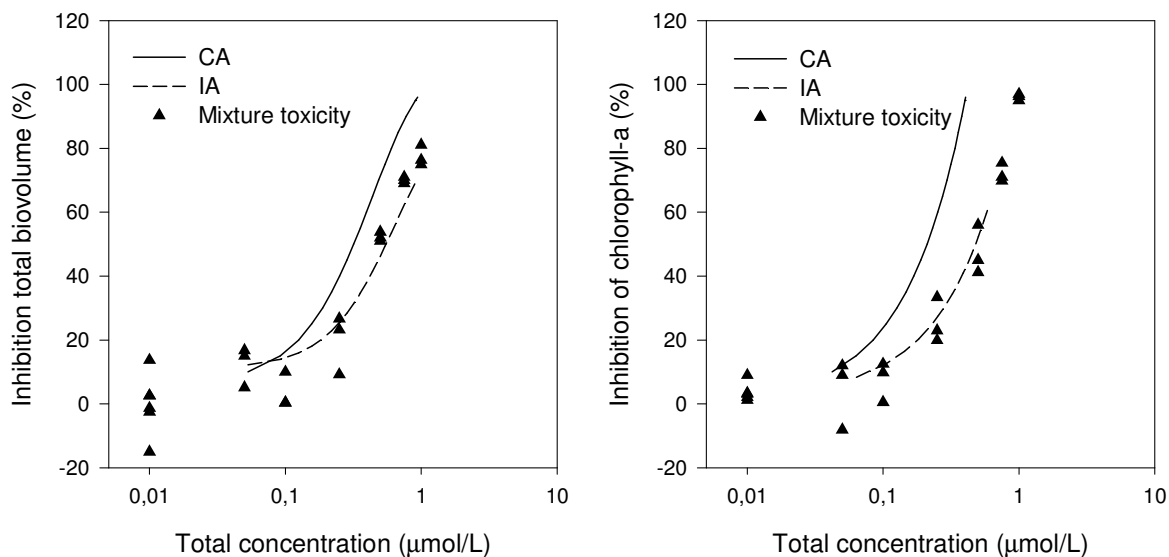 Inhibition total biovolume (%)
120
100
80
60
40
20
0
-20
CA
IA
Mixture toxicity
0,01
0,1
1
10
Total concentration (μmol/L)
Inhibition of chlorophyll-a (%)
120
100
80
60
40
20
0
-20
CA
IA
Mixture toxicity
0,01
0,1
1
10
Total concentration (μmol/L)